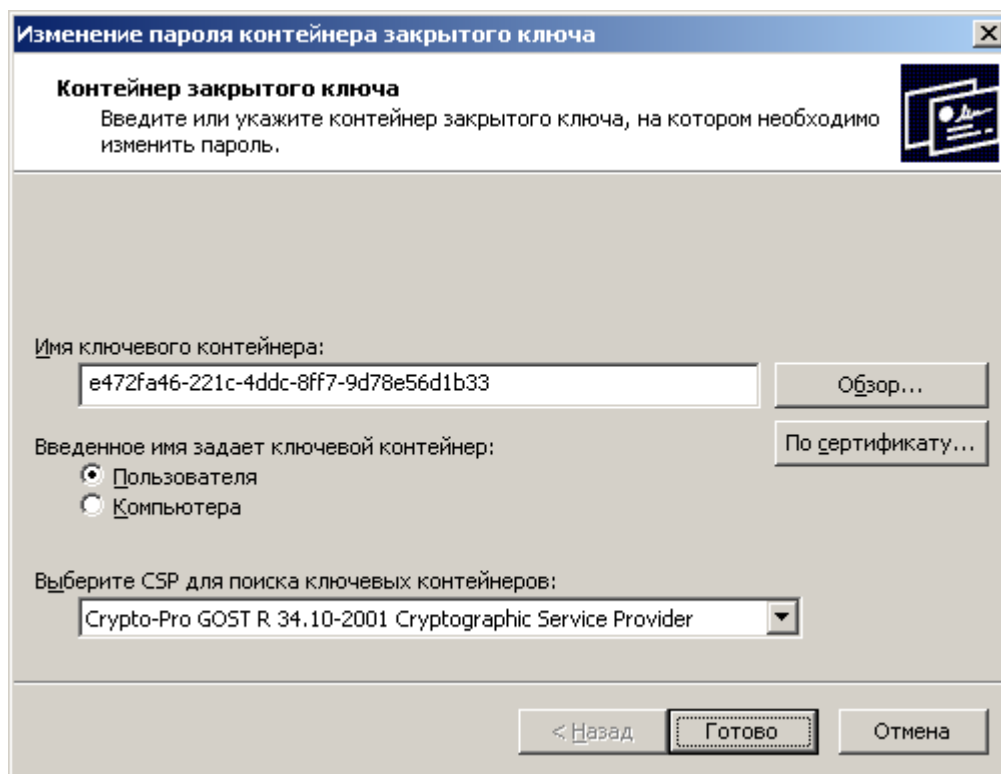 Изменение пароля контейнера закрытого ключа
Контейнер закрытого ключа
Введите или укажите контейнер закрытого ключа, на котором необходимо
изменить пароль.
Имя ключевого контейнера:
e472fa46-221c-4ddc-8ff7-9d78e56d1b33
Обзор...
Введенное имя задает ключевой контейнер:
По сертификату...
Пользователя
Компьютера
Выберите CSP для поиска ключевых контейнеров:
Crypto-Pro GOST R 34.10-2001 Cryptographic Service Provider
< Назад
Готово
Отмена